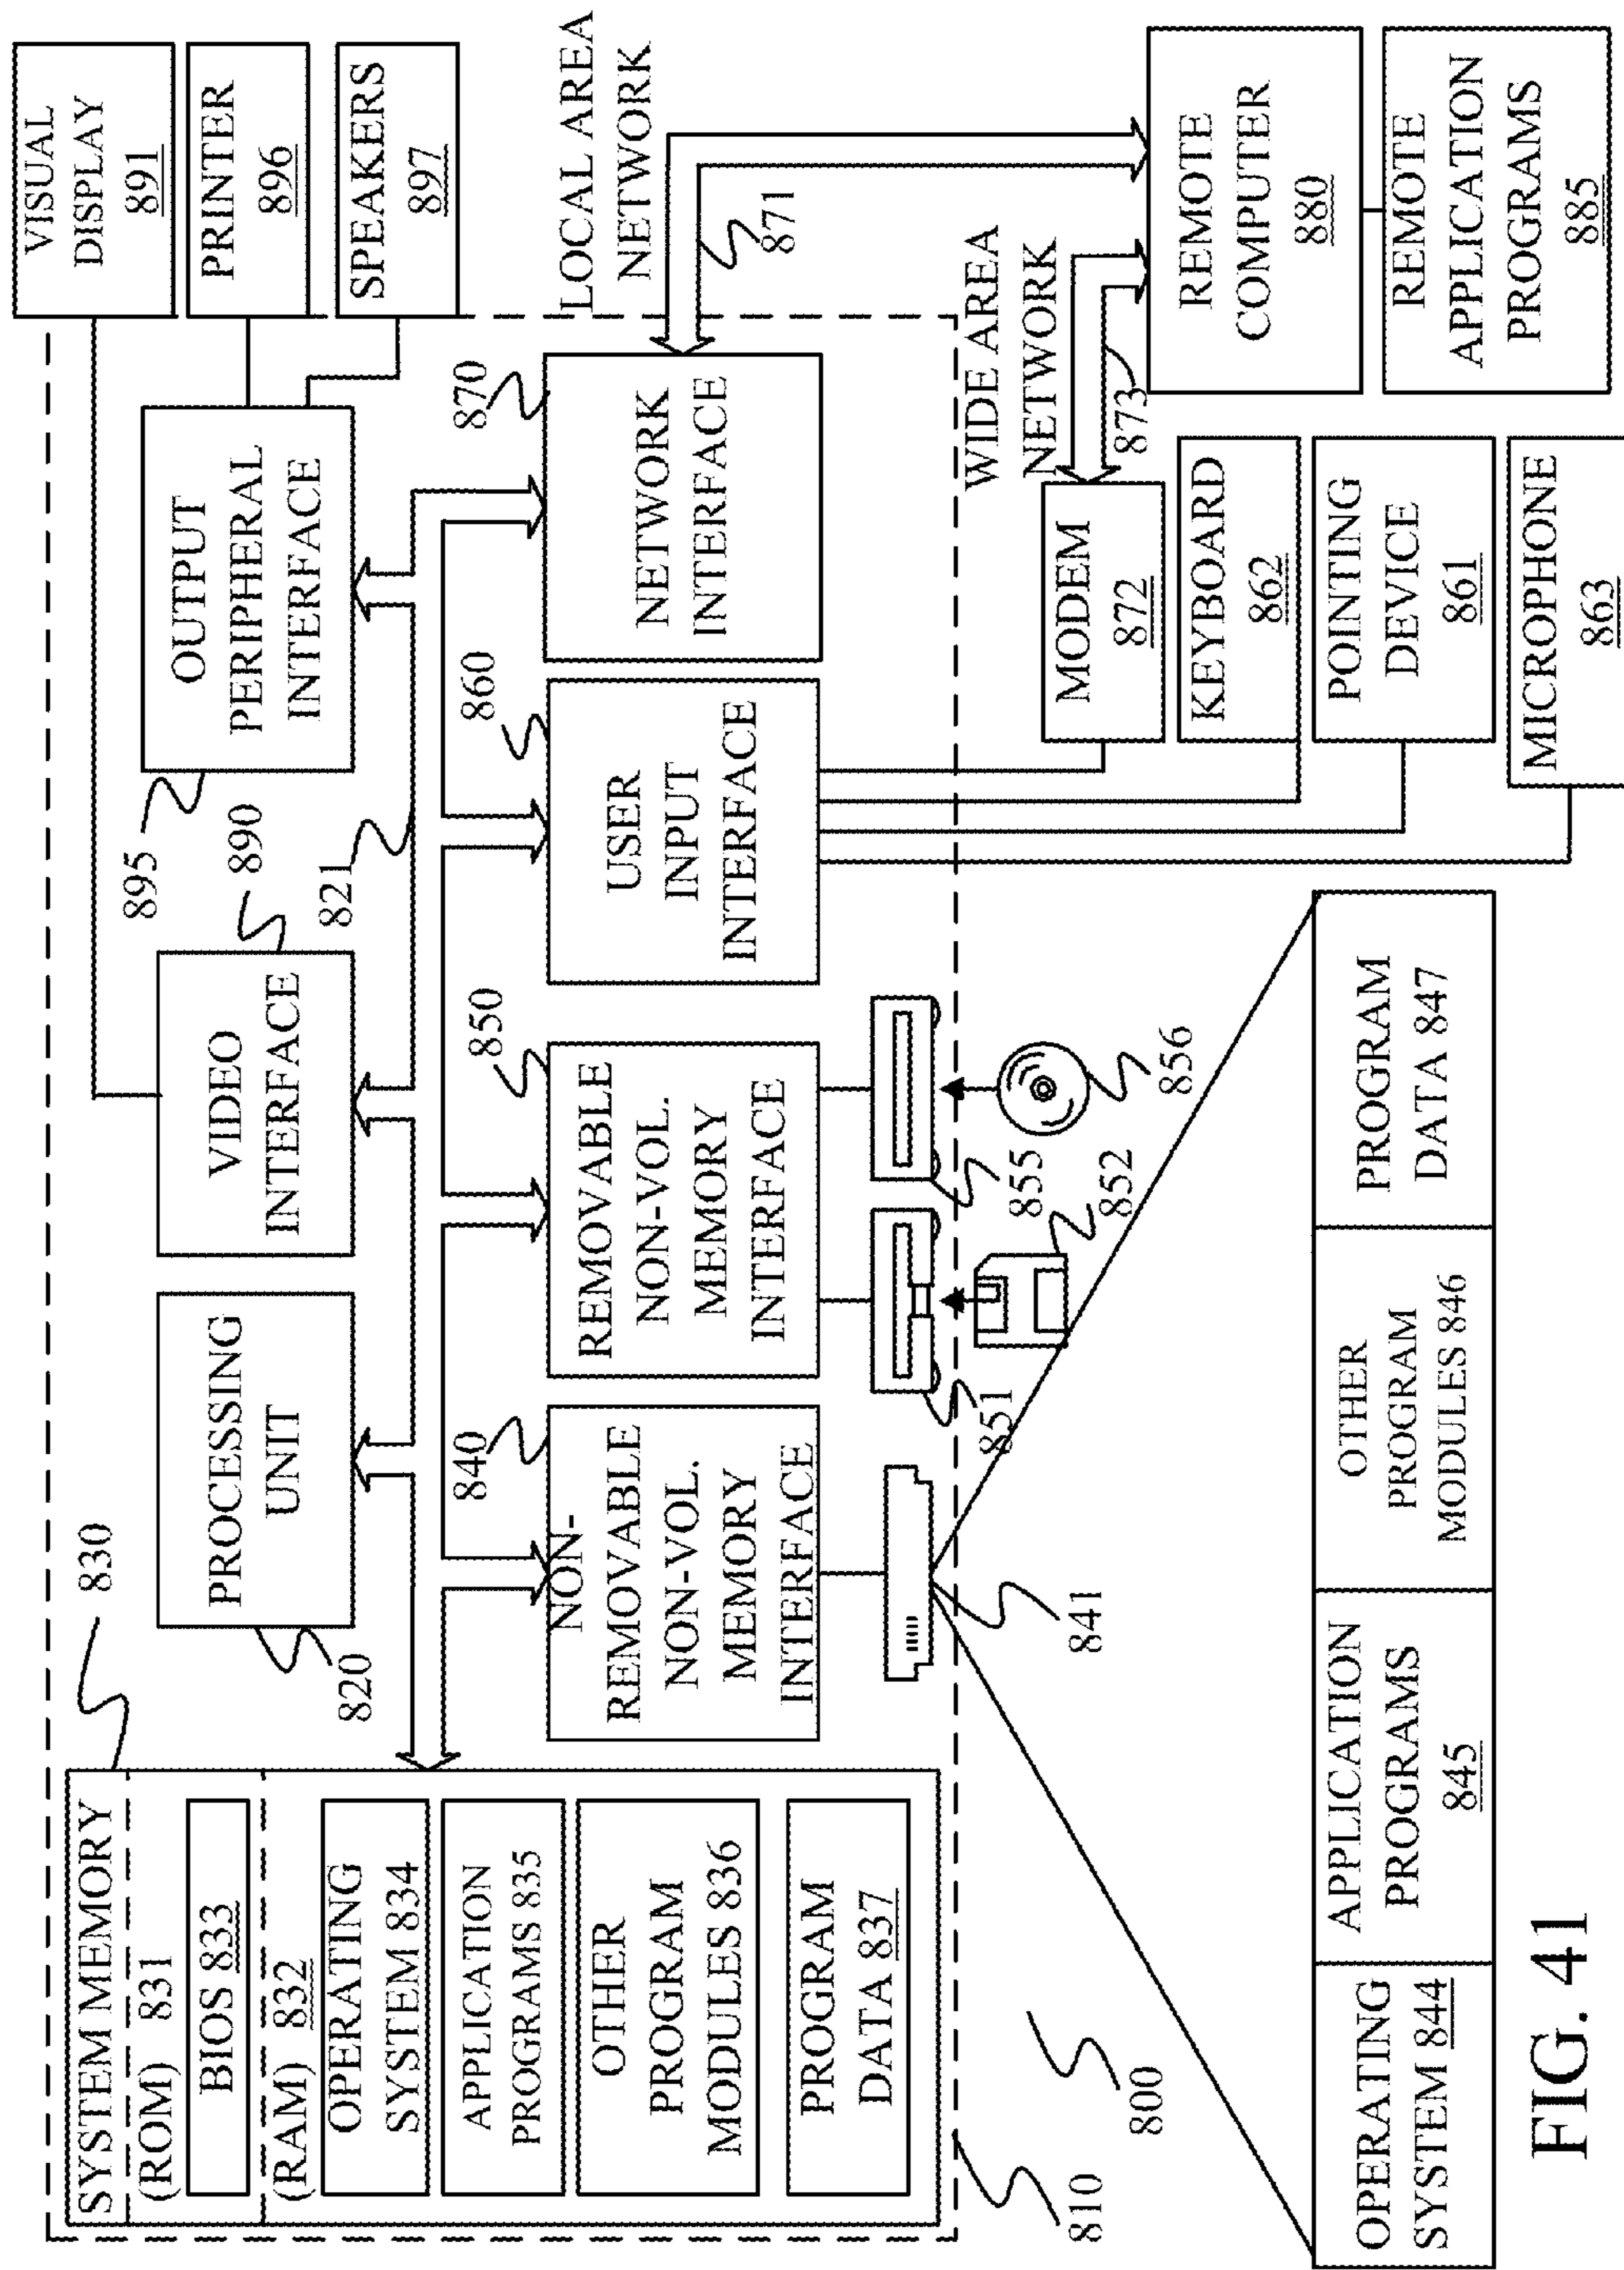 SYSTEM MEMORY
(ROM) 831
BIOS 833
(RAM) 832
OPERATING
SYSTEM 834
APPLICATION
PROGRAMS 835
OTHER
PROGRAM
MODULES 836
PROGRAM
DATA 837
830
PROCESSING
UNIT
820
VIDEO
INTERFACE
890
821
OUTPUT
PERIPHERAL
INTERFACE
895
VISUAL
DISPLAY
891
PRINTER
896
SPEAKERS
897
NON-
REMOVABLE
NON-VOL.
MEMORY
INTERFACE
840
REMOVABLE
NON-VOL.
MEMORY
INTERFACE
850
USER
INPUT
INTERFACE
860
NETWORK
INTERFACE
870
LOCAL AREA
NETWORK
871
841
851
852
855
856
WIDE AREA
NETWORK
873
MODEM
872
KEYBOARD
862
POINTING
DEVICE
861
MICROPHONE
863
REMOTE
COMPUTER
880
REMOTE
APPLICATION
PROGRAMS
885
810
800
OPERATING
SYSTEM 844
APPLICATION
PROGRAMS
845
OTHER
PROGRAM
MODULES 846
PROGRAM
DATA 847
FIG. 41